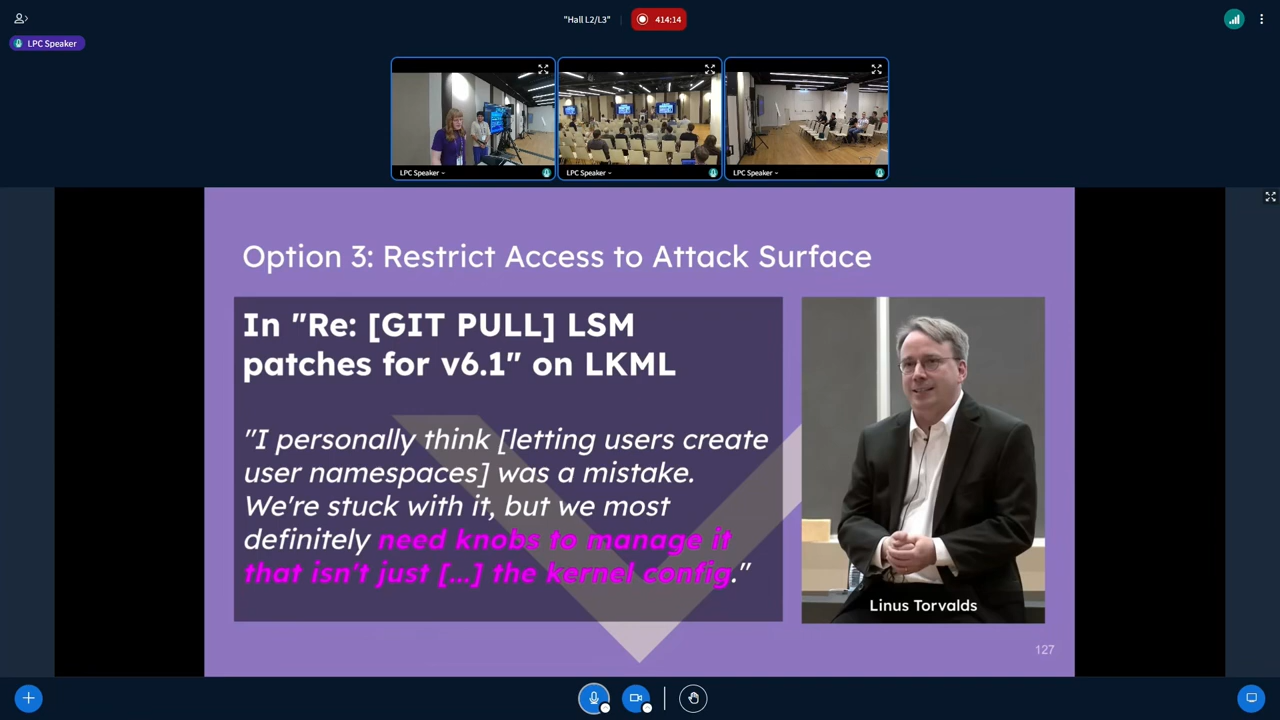 "Hall L2/L3"
414:14
LPC Speaker
LPC Speaker
LPC Speaker
LPC Speaker
Option 3: Restrict Access to Attack Surface
In "Re: [GIT PULL] LSM
patches for v6.1" on LKML
"I personally think [letting users create
user namespaces] was a mistake.
We're stuck with it, but we most
definitely need knobs to manage it
that isn't just [...] the kernel config."
Linus Torvalds
127